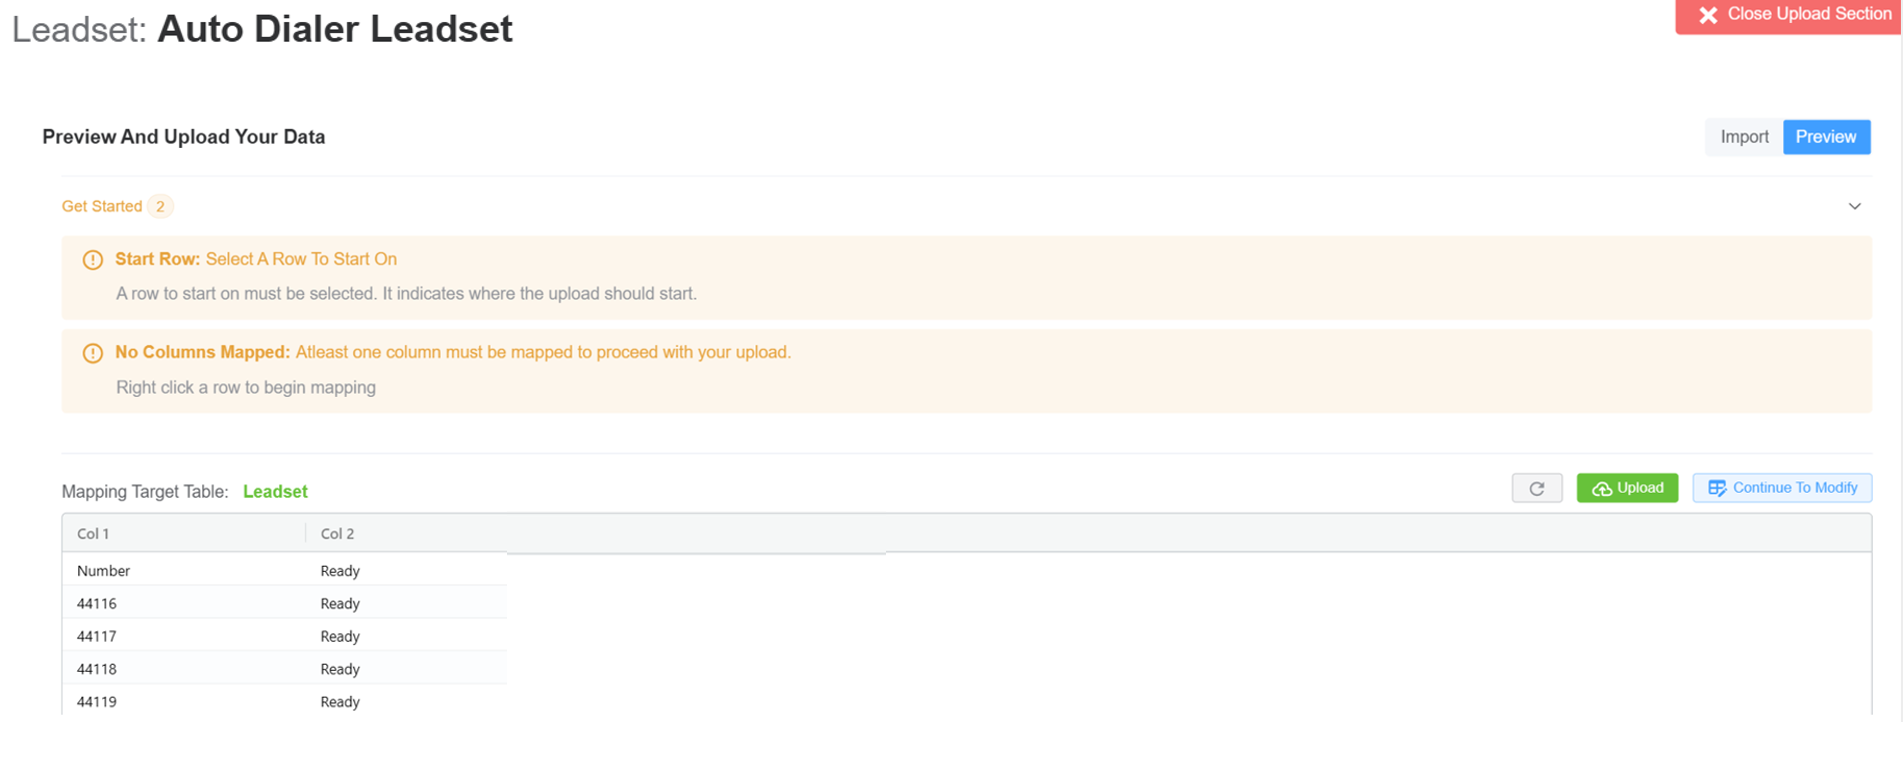 Leadset: Auto Dialer Leadset
Close Upload Section
Preview And Upload Your Data
Import Preview
Get Started 2
Start Row: Select A Row To Start On
A row to start on must be selected. It indicates where the upload should start.
No Columns Mapped: Atleast one column must be mapped to proceed with your upload.
Right click a row to begin mapping
Mapping Target Table: Leadset
Upload Continue To Modify
Col 1 Col 2
Number Ready
44116 Ready
44117 Ready
44118 Ready
44119 Ready